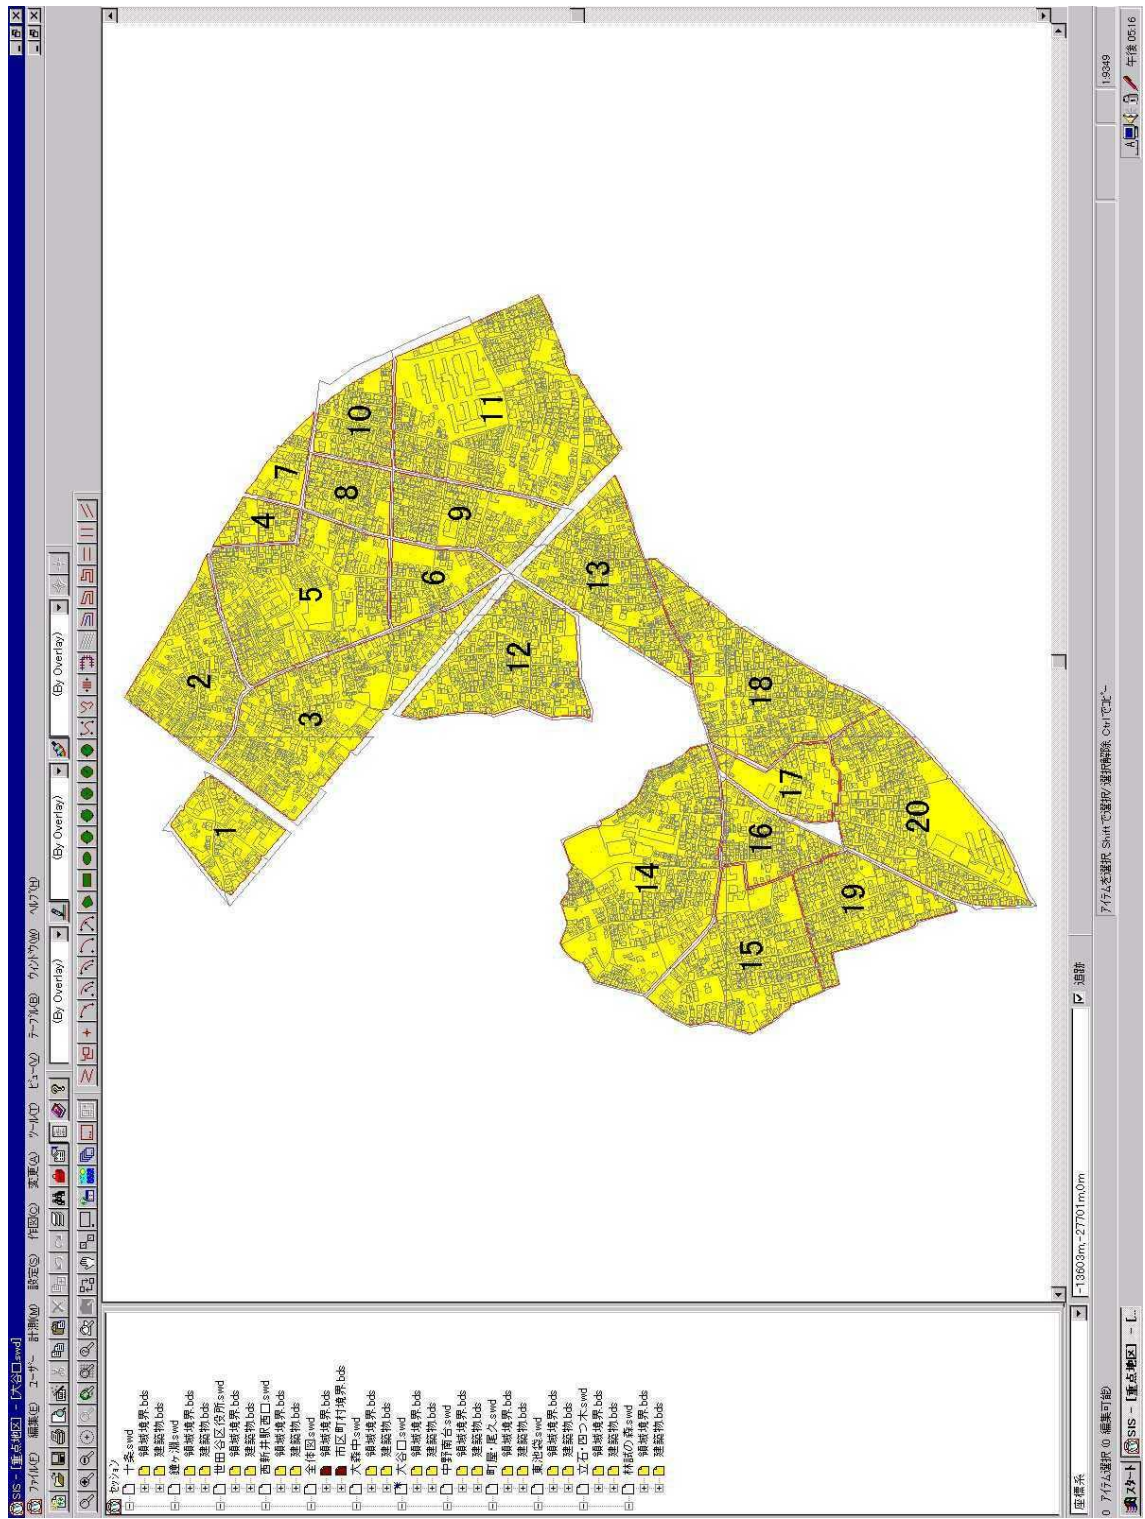 SIS - [重点地区] - [大谷口.swd]
ファイル(F) 編集(E) ユーザー 計測(M) 設定(S) 作図(C) 変更(A) ツール(T) ビュー(V) テーブル(B) ウィンドウ(W) ヘルプ(H)
(By Overlay) (By Overlay) (By Overlay)
セッション
十条.swd
領域境界.bds
建築物.bds
鐘ヶ淵.swd
領域境界.bds
建築物.bds
世田谷区役所.swd
領域境界.bds
建築物.bds
西新井駅西口.swd
領域境界.bds
建築物.bds
全体図.swd
領域境界.bds
市区町村境界.bds
大森中.swd
領域境界.bds
建築物.bds
大谷口.swd
領域境界.bds
建築物.bds
中野南台.swd
領域境界.bds
建築物.bds
町屋・尾久.swd
領域境界.bds
建築物.bds
東池袋.swd
領域境界.bds
建築物.bds
立石・四つ木.swd
領域境界.bds
建築物.bds
林試の森.swd
領域境界.bds
建築物.bds
1
2
3
4
5
6
7
8
9
10
11
12
13
14
15
16
17
18
19
20
座標系 -13603m,-27701m,0m 追跡
0 アイテム選択 (0 編集可能) アイテムを選択 Shiftで選択/選択解除 Ctrlでコピー 1:9349
スタート SIS - [重点地区] - [... A 午後 05:16